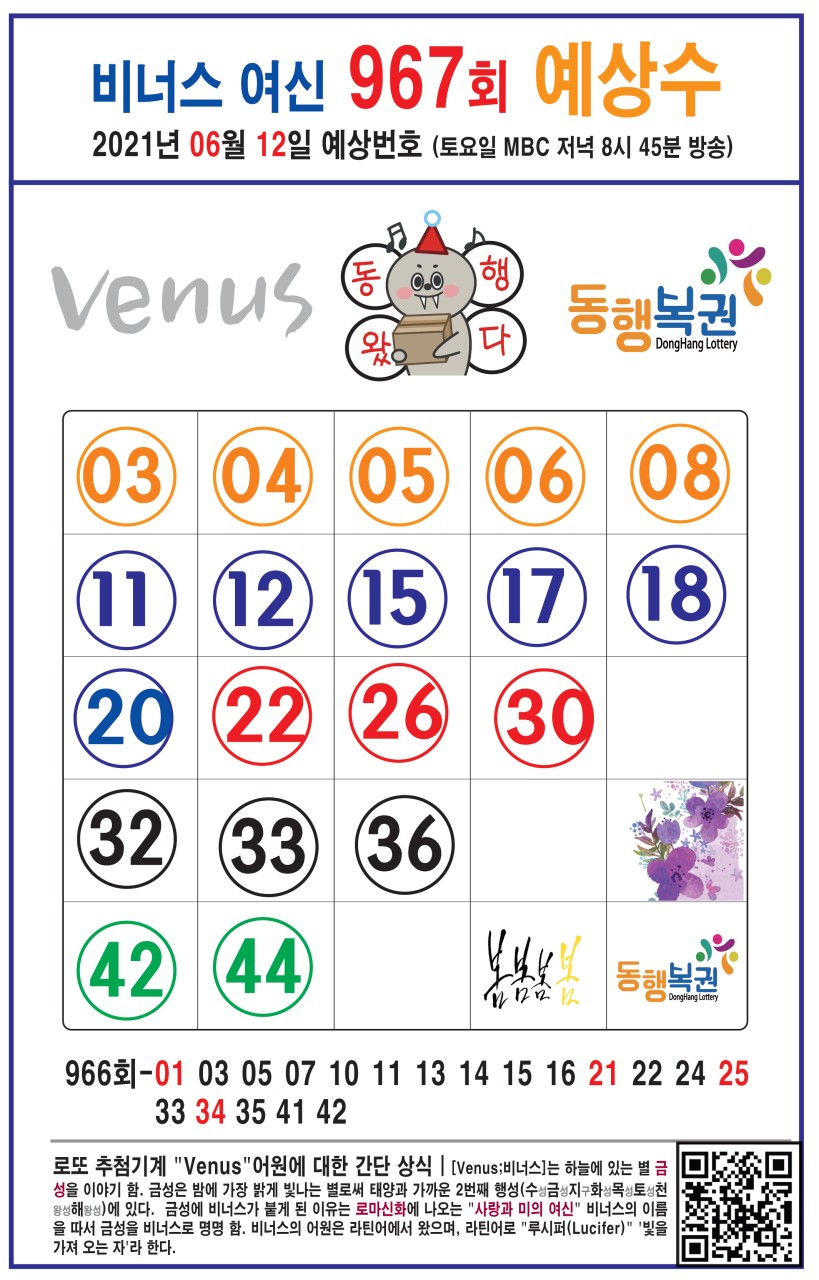 비너스 여신 967회 예상수
2021년 06월 12일 예상번호 (토요일 MBC 저녁 8시 45분 방송)
venus
동 행
왔 다
동행복권
DongHang Lottery
03 04 05 06 08
11 12 15 17 18
20 22 26 30
32 33 36
42 44
봄봄봄봄
동행복권
DongHang Lottery
966회-01 03 05 07 10 11 13 14 15 16 21 22 24 25
33 34 35 41 42
로또 추첨기계 "Venus"어원에 대한 간단 상식 | [Venus;비너스]는 하늘에 있는 별 금
성을 이야기 함. 금성은 밤에 가장 밝게 빛나는 별로써 태양과 가까운 2번째 행성(수성금성지구화성목성토성천
왕성해왕성)에 있다. 금성에 비너스가 붙게 된 이유는 로마신화에 나오는 "사랑과 미의 여신" 비너스의 이름
을 따서 금성을 비너스로 명명 함. 비너스의 어원은 라틴어에서 왔으며, 라틴어로 "루시퍼(Lucifer)" '빛을
가져 오는 자'라 한다.